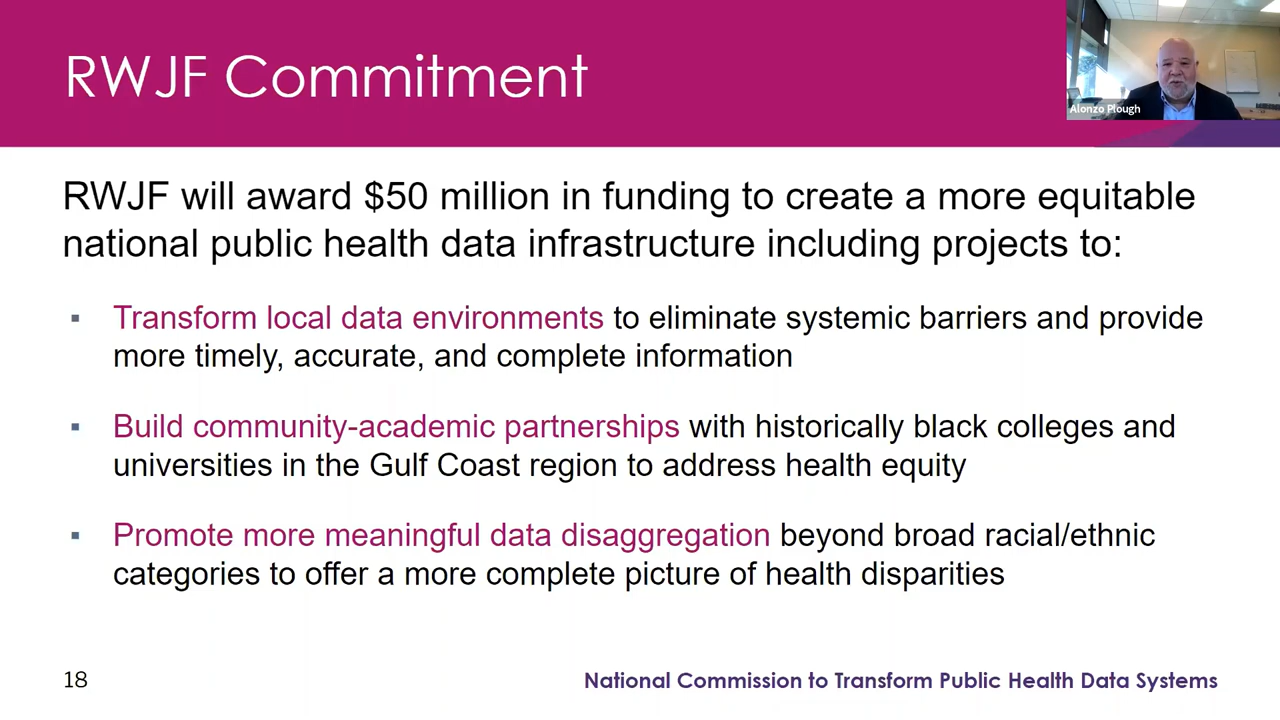 RWJF Commitment
Alonzo Plough
RWJF will award $50 million in funding to create a more equitable
national public health data infrastructure including projects to:
▪ Transform local data environments to eliminate systemic barriers and provide
more timely, accurate, and complete information
▪ Build community-academic partnerships with historically black colleges and
universities in the Gulf Coast region to address health equity
▪ Promote more meaningful data disaggregation beyond broad racial/ethnic
categories to offer a more complete picture of health disparities
18
National Commission to Transform Public Health Data Systems